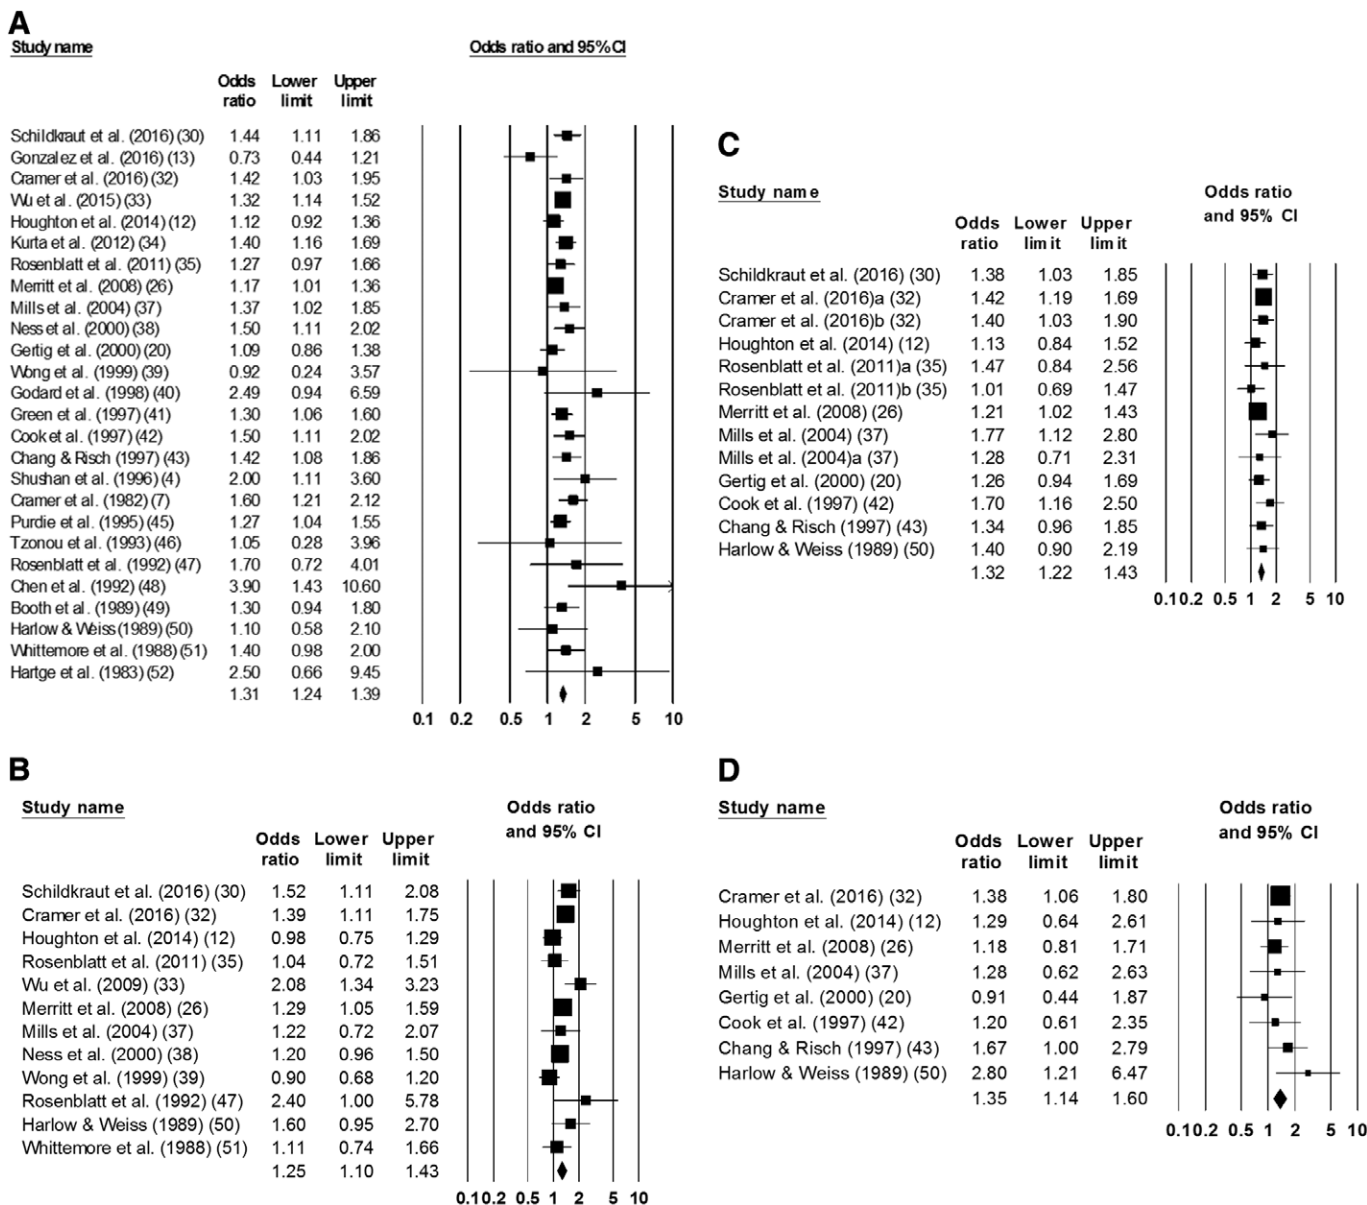 A
Study name Odds ratio and 95%CI
Odds Lower Upper
ratio limit limit
Schildkraut et al. (2016) (30) 1.44 1.11 1.86
Gonzalez et al. (2016) (13) 0.73 0.44 1.21
Cramer et al. (2016) (32) 1.42 1.03 1.95
Wu et al. (2015) (33) 1.32 1.14 1.52
Houghton et al. (2014) (12) 1.12 0.92 1.36
Kurta et al. (2012) (34) 1.40 1.16 1.69
Rosenblatt et al. (2011) (35) 1.27 0.97 1.66
Merritt et al. (2008) (26) 1.17 1.01 1.36
Mills et al. (2004) (37) 1.37 1.02 1.85
Ness et al. (2000) (38) 1.50 1.11 2.02
Gertig et al. (2000) (20) 1.09 0.86 1.38
Wong et al. (1999) (39) 0.92 0.24 3.57
Godard et al. (1998) (40) 2.49 0.94 6.59
Green et al. (1997) (41) 1.30 1.06 1.60
Cook et al. (1997) (42) 1.50 1.11 2.02
Chang & Risch (1997) (43) 1.42 1.08 1.86
Shushan et al. (1996) (4) 2.00 1.11 3.60
Cramer et al. (1982) (7) 1.60 1.21 2.12
Purdie et al. (1995) (45) 1.27 1.04 1.55
Tzonou et al. (1993) (46) 1.05 0.28 3.96
Rosenblatt et al. (1992) (47) 1.70 0.72 4.01
Chen et al. (1992) (48) 3.90 1.43 10.60
Booth et al. (1989) (49) 1.30 0.94 1.80
Harlow & Weiss (1989) (50) 1.10 0.58 2.10
Whittemore et al. (1988) (51) 1.40 0.98 2.00
Hartge et al. (1983) (52) 2.50 0.66 9.45
1.31 1.24 1.39
0.1 0.2 0.5 1 2 5 10
B
Study name Odds ratio
and 95% CI
Odds Lower Upper
ratio limit limit
Schildkraut et al. (2016) (30) 1.52 1.11 2.08
Cramer et al. (2016) (32) 1.39 1.11 1.75
Houghton et al. (2014) (12) 0.98 0.75 1.29
Rosenblatt et al. (2011) (35) 1.04 0.72 1.51
Wu et al. (2009) (33) 2.08 1.34 3.23
Merritt et al. (2008) (26) 1.29 1.05 1.59
Mills et al. (2004) (37) 1.22 0.72 2.07
Ness et al. (2000) (38) 1.20 0.96 1.50
Wong et al. (1999) (39) 0.90 0.68 1.20
Rosenblatt et al. (1992) (47) 2.40 1.00 5.78
Harlow & Weiss (1989) (50) 1.60 0.95 2.70
Whittemore et al. (1988) (51) 1.11 0.74 1.66
1.25 1.10 1.43
0.1 0.2 0.5 1 2 5 10
C
Study name Odds ratio
and 95% CI
Odds Lower Upper
ratio limit limit
Schildkraut et al. (2016) (30) 1.38 1.03 1.85
Cramer et al. (2016)a (32) 1.42 1.19 1.69
Cramer et al. (2016)b (32) 1.40 1.03 1.90
Houghton et al. (2014) (12) 1.13 0.84 1.52
Rosenblatt et al. (2011)a (35) 1.47 0.84 2.56
Rosenblatt et al. (2011)b (35) 1.01 0.69 1.47
Merritt et al. (2008) (26) 1.21 1.02 1.43
Mills et al. (2004) (37) 1.77 1.12 2.80
Mills et al. (2004)a (37) 1.28 0.71 2.31
Gertig et al. (2000) (20) 1.26 0.94 1.69
Cook et al. (1997) (42) 1.70 1.16 2.50
Chang & Risch (1997) (43) 1.34 0.96 1.85
Harlow & Weiss (1989) (50) 1.40 0.90 2.19
1.32 1.22 1.43
0.1 0.2 0.5 1 2 5 10
D
Study name Odds ratio
and 95% CI
Odds Lower Upper
ratio limit limit
Cramer et al. (2016) (32) 1.38 1.06 1.80
Houghton et al. (2014) (12) 1.29 0.64 2.61
Merritt et al. (2008) (26) 1.18 0.81 1.71
Mills et al. (2004) (37) 1.28 0.62 2.63
Gertig et al. (2000) (20) 0.91 0.44 1.87
Cook et al. (1997) (42) 1.20 0.61 2.35
Chang & Risch (1997) (43) 1.67 1.00 2.79
Harlow & Weiss (1989) (50) 2.80 1.21 6.47
1.35 1.14 1.60
0.1 0.2 0.5 1 2 5 10